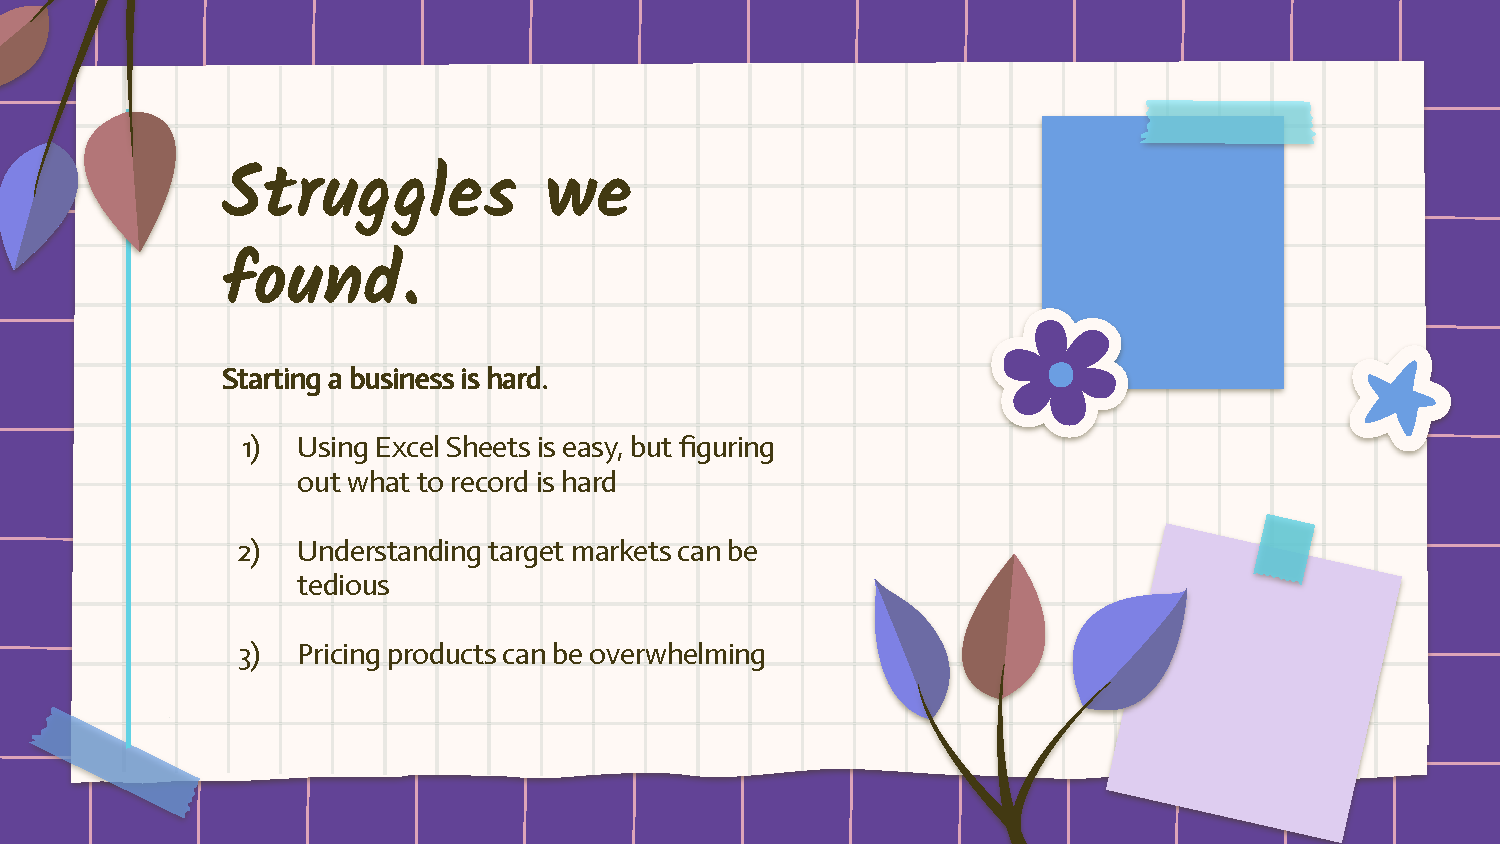 Struggles we
found.
Starting a business is hard.
1) Using Excel Sheets is easy, but figuring
out what to record is hard
2) Understanding target markets can be
tedious
3) Pricing products can be overwhelming